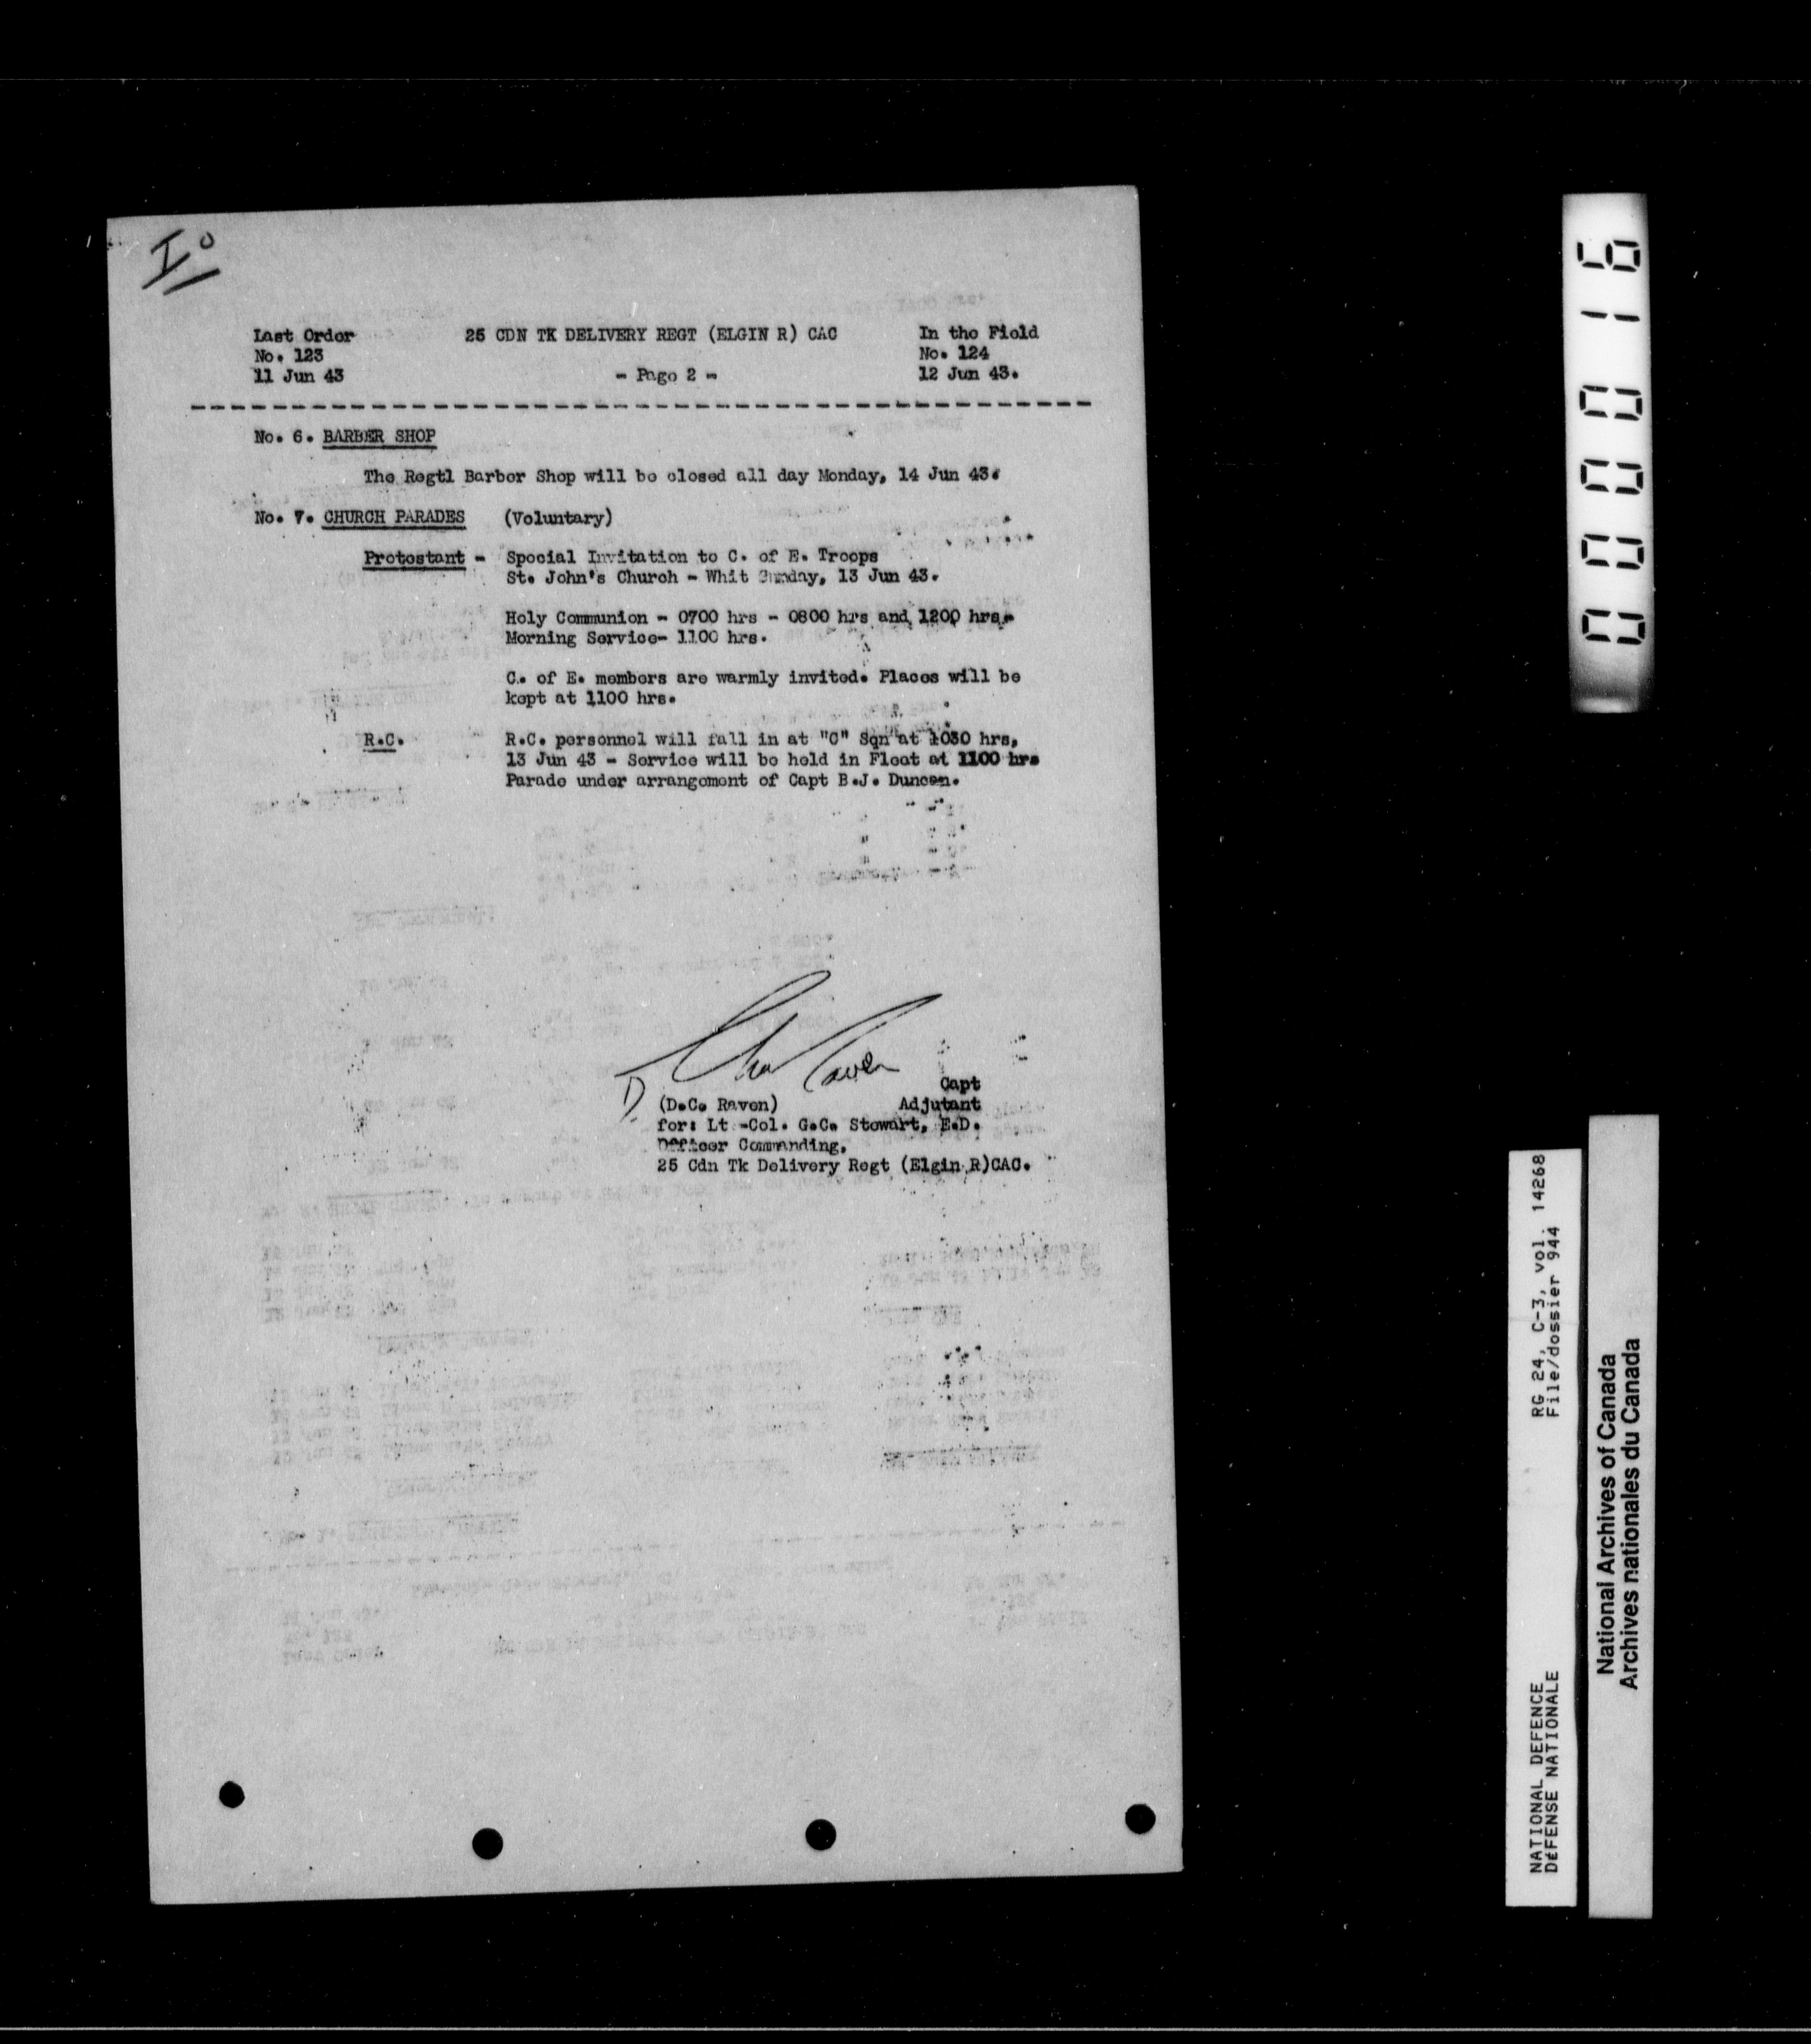 Last Order
No. 123
11 Jun 43
25 CDN TK DELIVERY REGT (ELGIN R) CAC
- Page 2 -
In the Field
No. 124
12 Jun 43.
No. 6. BARBER SHOP
The Regtl Barber Shop will be closed all day Monday, 14 Jun 43.
No. 7. CHURCH PARADES (Voluntary)
Protestant - Special Invitation to C. of E. Troops
St. John's Church - Whit Sunday, 13 Jun 43.
Holy Communion - 0700 hrs - 0800 hrs and 1200 hrs.
Morning Service- 1100 hrs.
C. of E. members are warmly invited. Places will be
kept at 1100 hrs.
R.C. R.C. personnel will fall in at "C" Sqn at 1030 hrs,
13 Jun 43 - Service will be held in Fleet at 1100 hrs
Parade under arrangement of Capt B.J. Duncan.
Capt
(D.C. Raven) Adjutant
for: Lt -Col. G.C. Stewart, E.D.
Officer Commanding,
25 Cdn Tk Delivery Regt (Elgin R)CAC.
000016
RG 24, C-3, vol. 14268
File/dossier 944
NATIONAL DEFENCE
DÉFENSE NATIONALE
National Archives of Canada
Archives nationales du Canada